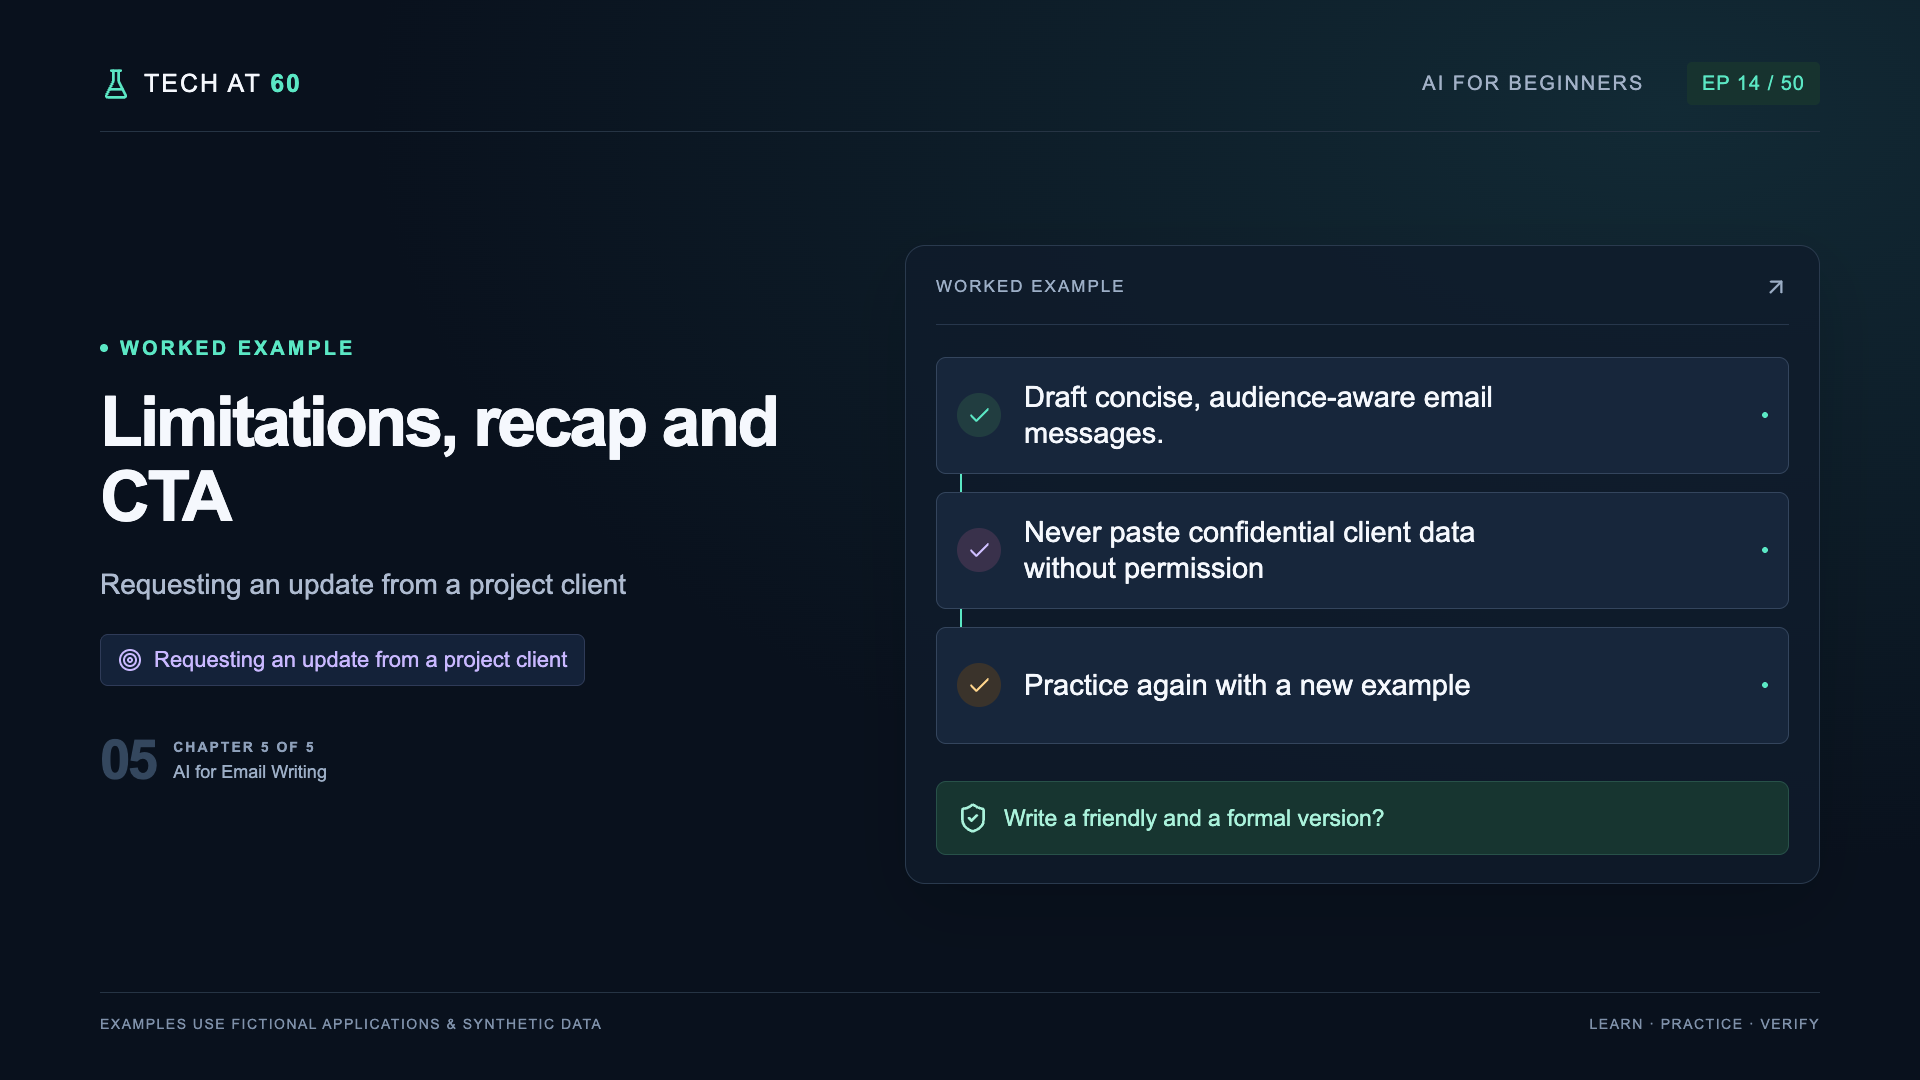 TECH AT 60
AI FOR BEGINNERS
EP 14 / 50
WORKED EXAMPLE
Limitations, recap and
CTA
Requesting an update from a project client
Requesting an update from a project client
05
CHAPTER 5 OF 5
AI for Email Writing
WORKED EXAMPLE
Draft concise, audience-aware email
messages.
Never paste confidential client data
without permission
Practice again with a new example
Write a friendly and a formal version?
EXAMPLES USE FICTIONAL APPLICATIONS & SYNTHETIC DATA
LEARN · PRACTICE · VERIFY